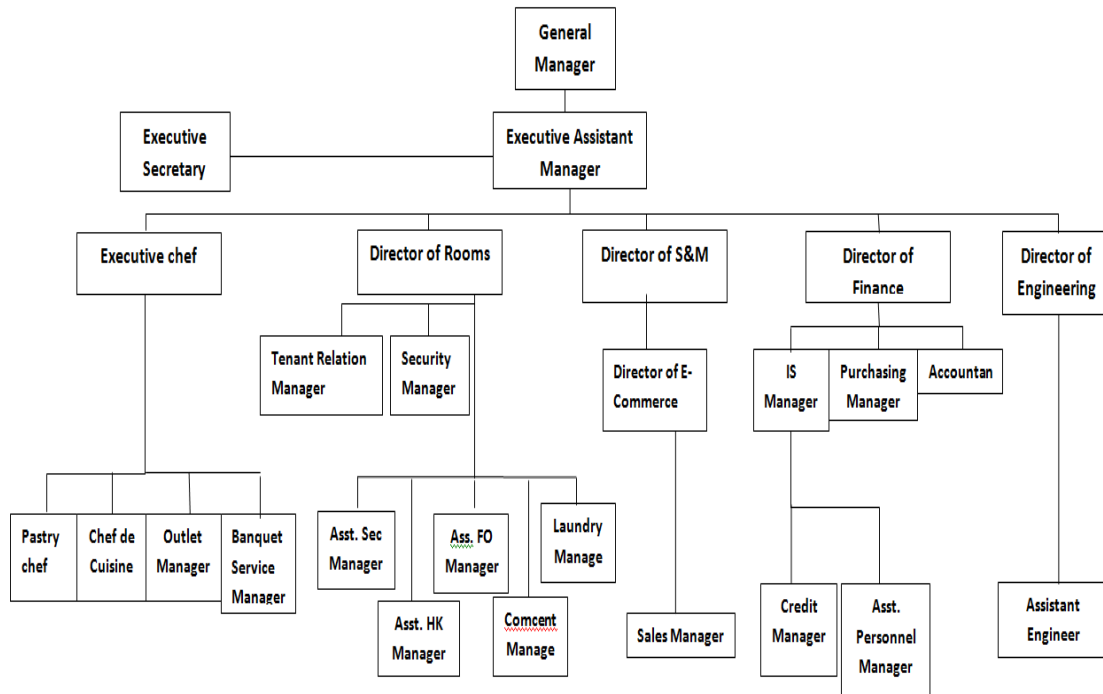 General
Manager
Executive
Secretary
Executive Assistant
Manager
Executive chef
Director of Rooms
Director of S&M
Director of
Finance
Director of
Engineering
Tenant Relation
Manager
Security
Manager
Director of E-
Commerce
IS
Manager
Purchasing
Manager
Accountan
Pastry
chef
Chef de
Cuisine
Outlet
Manager
Banquet
Service
Manager
Asst. Sec
Manager
Asst. HK
Manager
Ass. FO
Manager
Comcent
Manage
Laundry
Manage
Sales Manager
Credit
Manager
Asst.
Personnel
Manager
Assistant
Engineer